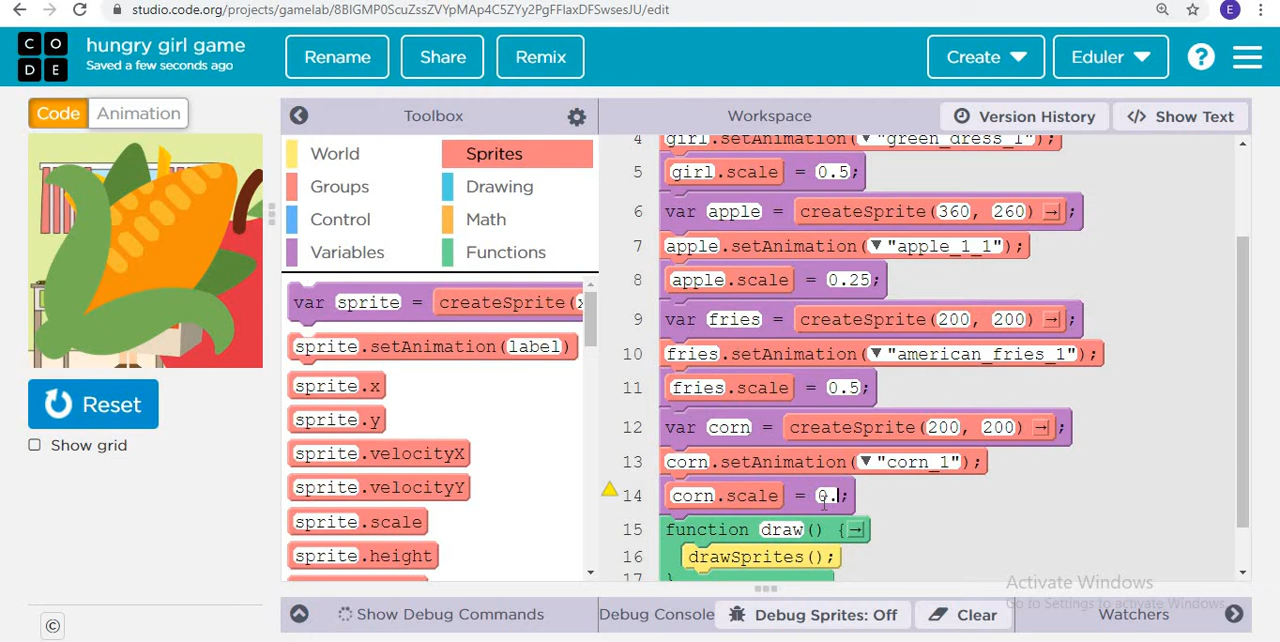 studio.code.org/projects/gamelab/8BIGMP0ScuZssZVYpMAp4C5ZYy2PgFFIaxDFSwsesJU/edit
E
C O D E
hungry girl game
Saved a few seconds ago
Rename
Share
Remix
Create
Eduler
?
Code
Animation
Toolbox
Workspace
Version History
</> Show Text
World
Sprites
Groups
Drawing
Control
Math
Variables
Functions
var sprite = createSprite(
sprite.setAnimation(label)
sprite.x
sprite.y
sprite.velocityX
sprite.velocityY
sprite.scale
sprite.height
4 girl.setAnimation(▼"green_dress_1");
5 girl.scale = 0.5;
6 var apple = createSprite(360, 260) → ;
7 apple.setAnimation(▼"apple_1_1");
8 apple.scale = 0.25;
9 var fries = createSprite(200, 200) → ;
10 fries.setAnimation(▼"american_fries_1");
11 fries.scale = 0.5;
12 var corn = createSprite(200, 200) → ;
13 corn.setAnimation(▼"corn_1");
14 corn.scale = 0.;
15 function draw() { →
16 drawSprites();
17 }
Reset
Show grid
©
Show Debug Commands
Debug Console
Debug Sprites: Off
Clear
Watchers
Activate Windows
Go to Settings to activate Windows.